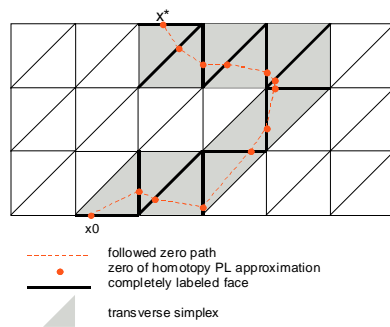 x*
x0
followed zero path
zero of homotopy PL approximation
completely labeled face
transverse simplex